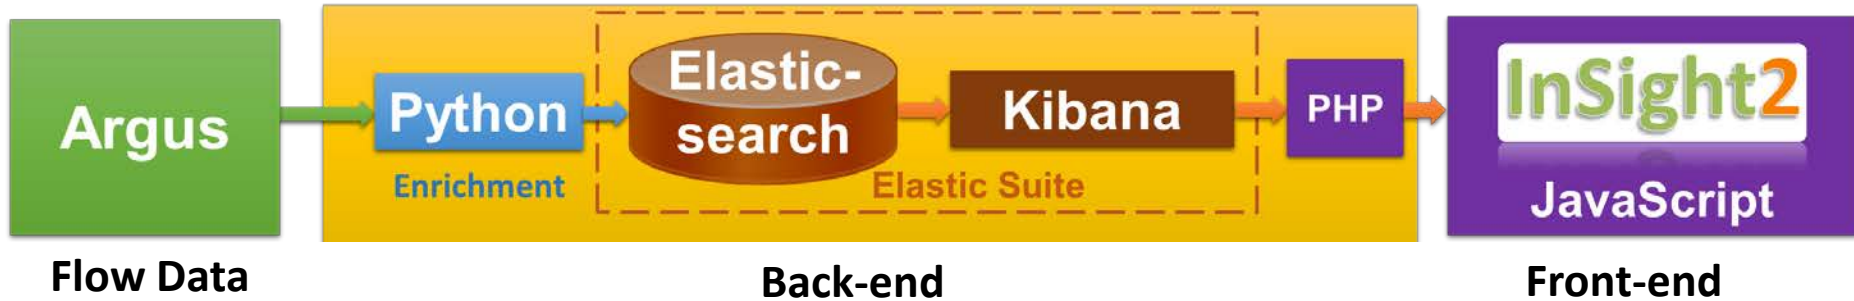 Argus
Python
Enrichment
Elastic-
search
Kibana
Elastic Suite
PHP
InSight2
JavaScript
Flow Data
Back-end
Front-end